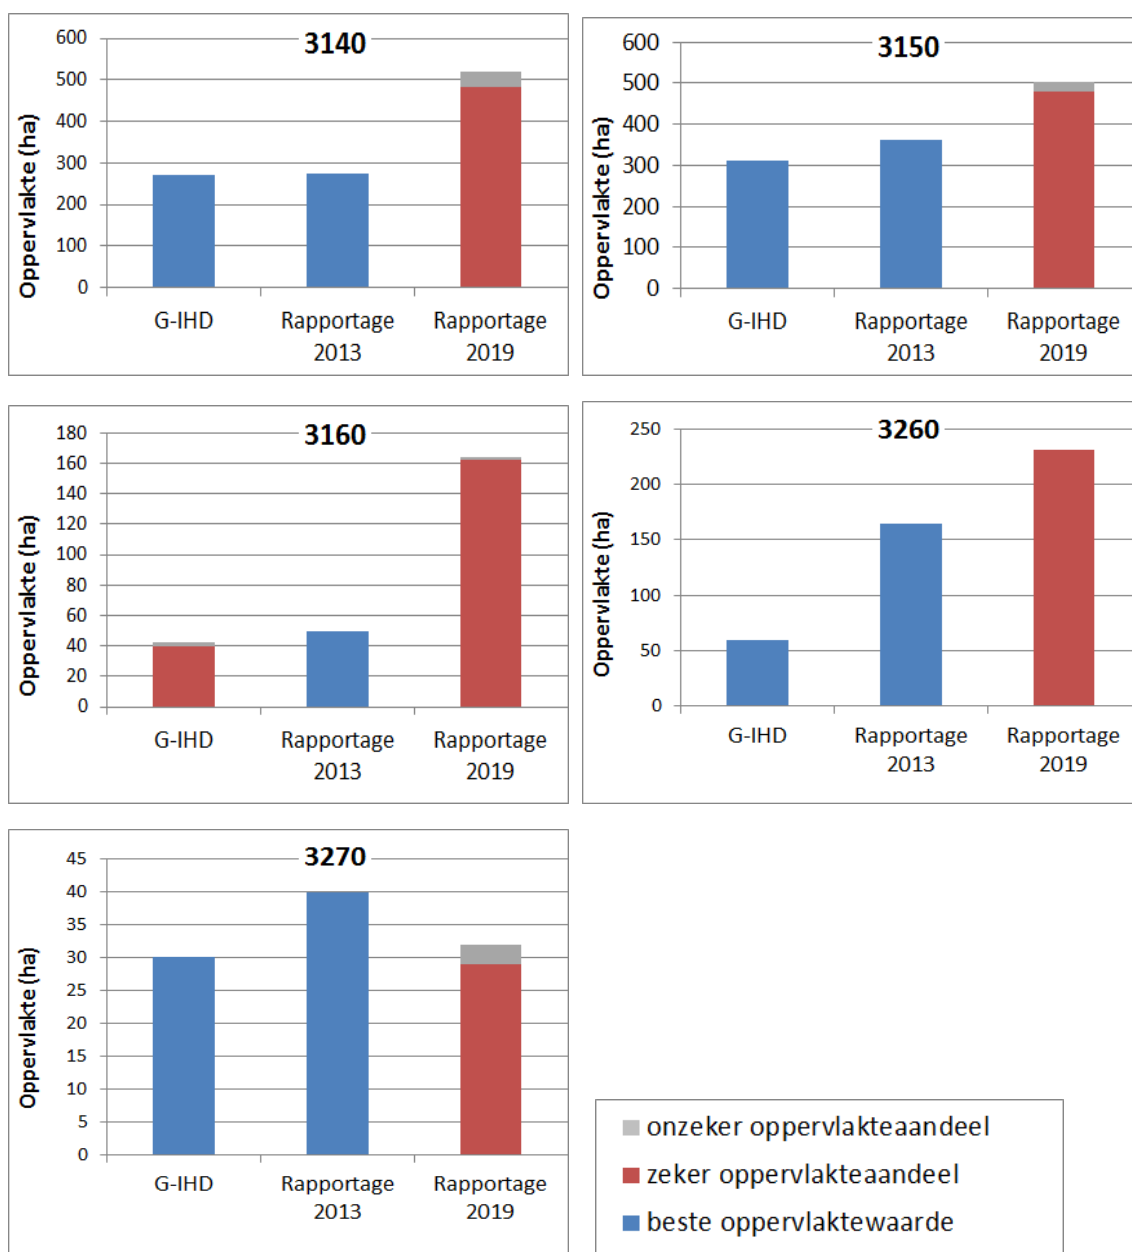 3140
Oppervlakte (ha)
600
500
400
300
200
100
0
G-IHD
Rapportage 2013
Rapportage 2019
3150
Oppervlakte (ha)
600
500
400
300
200
100
0
G-IHD
Rapportage 2013
Rapportage 2019
3160
Oppervlakte (ha)
180
160
140
120
100
80
60
40
20
0
G-IHD
Rapportage 2013
Rapportage 2019
3260
Oppervlakte (ha)
250
200
150
100
50
0
G-IHD
Rapportage 2013
Rapportage 2019
3270
Oppervlakte (ha)
45
40
35
30
25
20
15
10
5
0
G-IHD
Rapportage 2013
Rapportage 2019
onzeker oppervlakteaandeel
zeker oppervlakteaandeel
beste oppervlaktewaarde